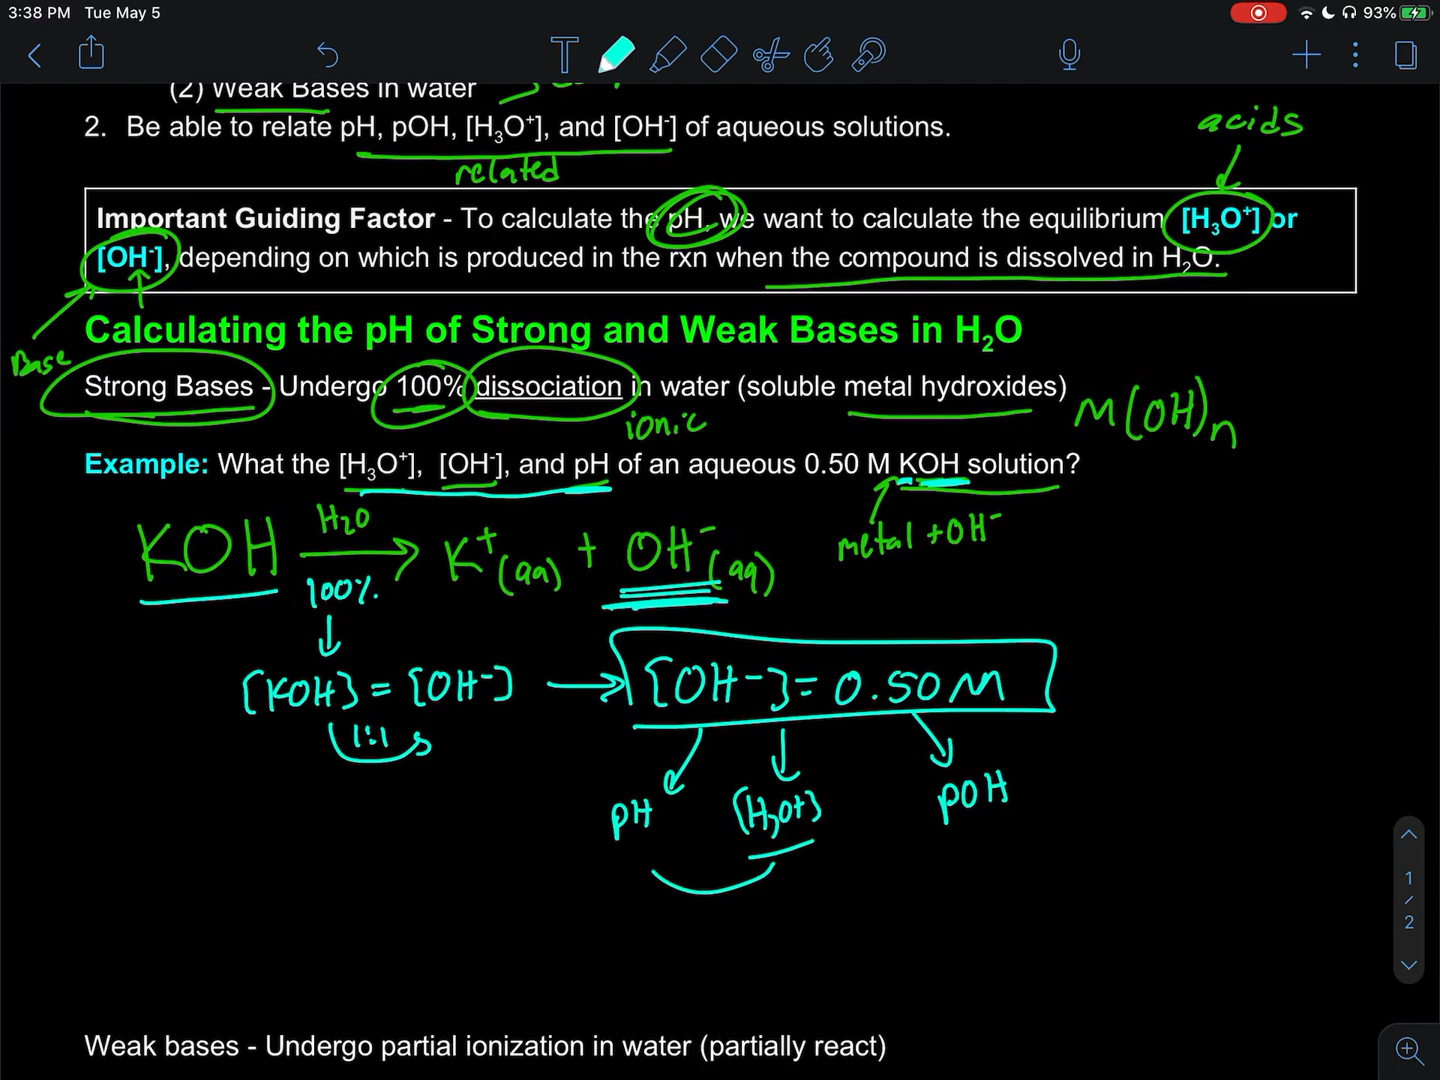 3:38 PM Tue May 5
93%
(2) Weak Bases in water
2. Be able to relate pH, pOH, [H₃O⁺], and [OH⁻] of aqueous solutions.
related
acids
Important Guiding Factor - To calculate the pH, we want to calculate the equilibrium [H₃O⁺] or
[OH⁻], depending on which is produced in the rxn when the compound is dissolved in H₂O.
Calculating the pH of Strong and Weak Bases in H₂O
Base
Strong Bases - Undergo 100% dissociation in water (soluble metal hydroxides) M(OH)n
ionic
Example: What the [H₃O⁺], [OH⁻], and pH of an aqueous 0.50 M KOH solution?
KOH H₂O 100% K⁺(aq) + OH⁻(aq)
metal + OH⁻
[KOH] = [OH⁻] → [OH⁻] = 0.50 M
1:1
pH [H₃O⁺] pOH
1
/
2
Weak bases - Undergo partial ionization in water (partially react)